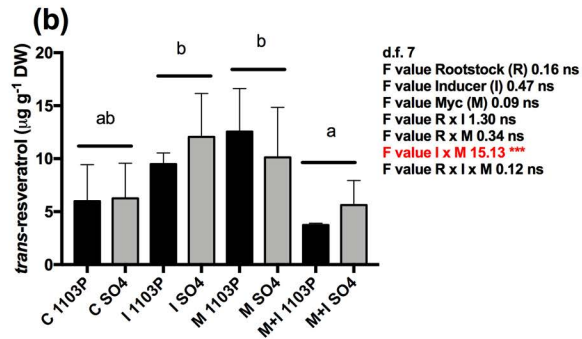 (b)
trans-resveratrol (µg g-1 DW)
20
15
10
5
0
ab
b
b
a
C 1103P
C SO4
I 1103P
I SO4
M 1103P
M SO4
M+I 1103P
M+I SO4
d.f. 7
F value Rootstock (R) 0.16 ns
F value Inducer (I) 0.47 ns
F value Myc (M) 0.09 ns
F value R x I 1.30 ns
F value R x M 0.34 ns
F value I x M 15.13 ***
F value R x I x M 0.12 ns